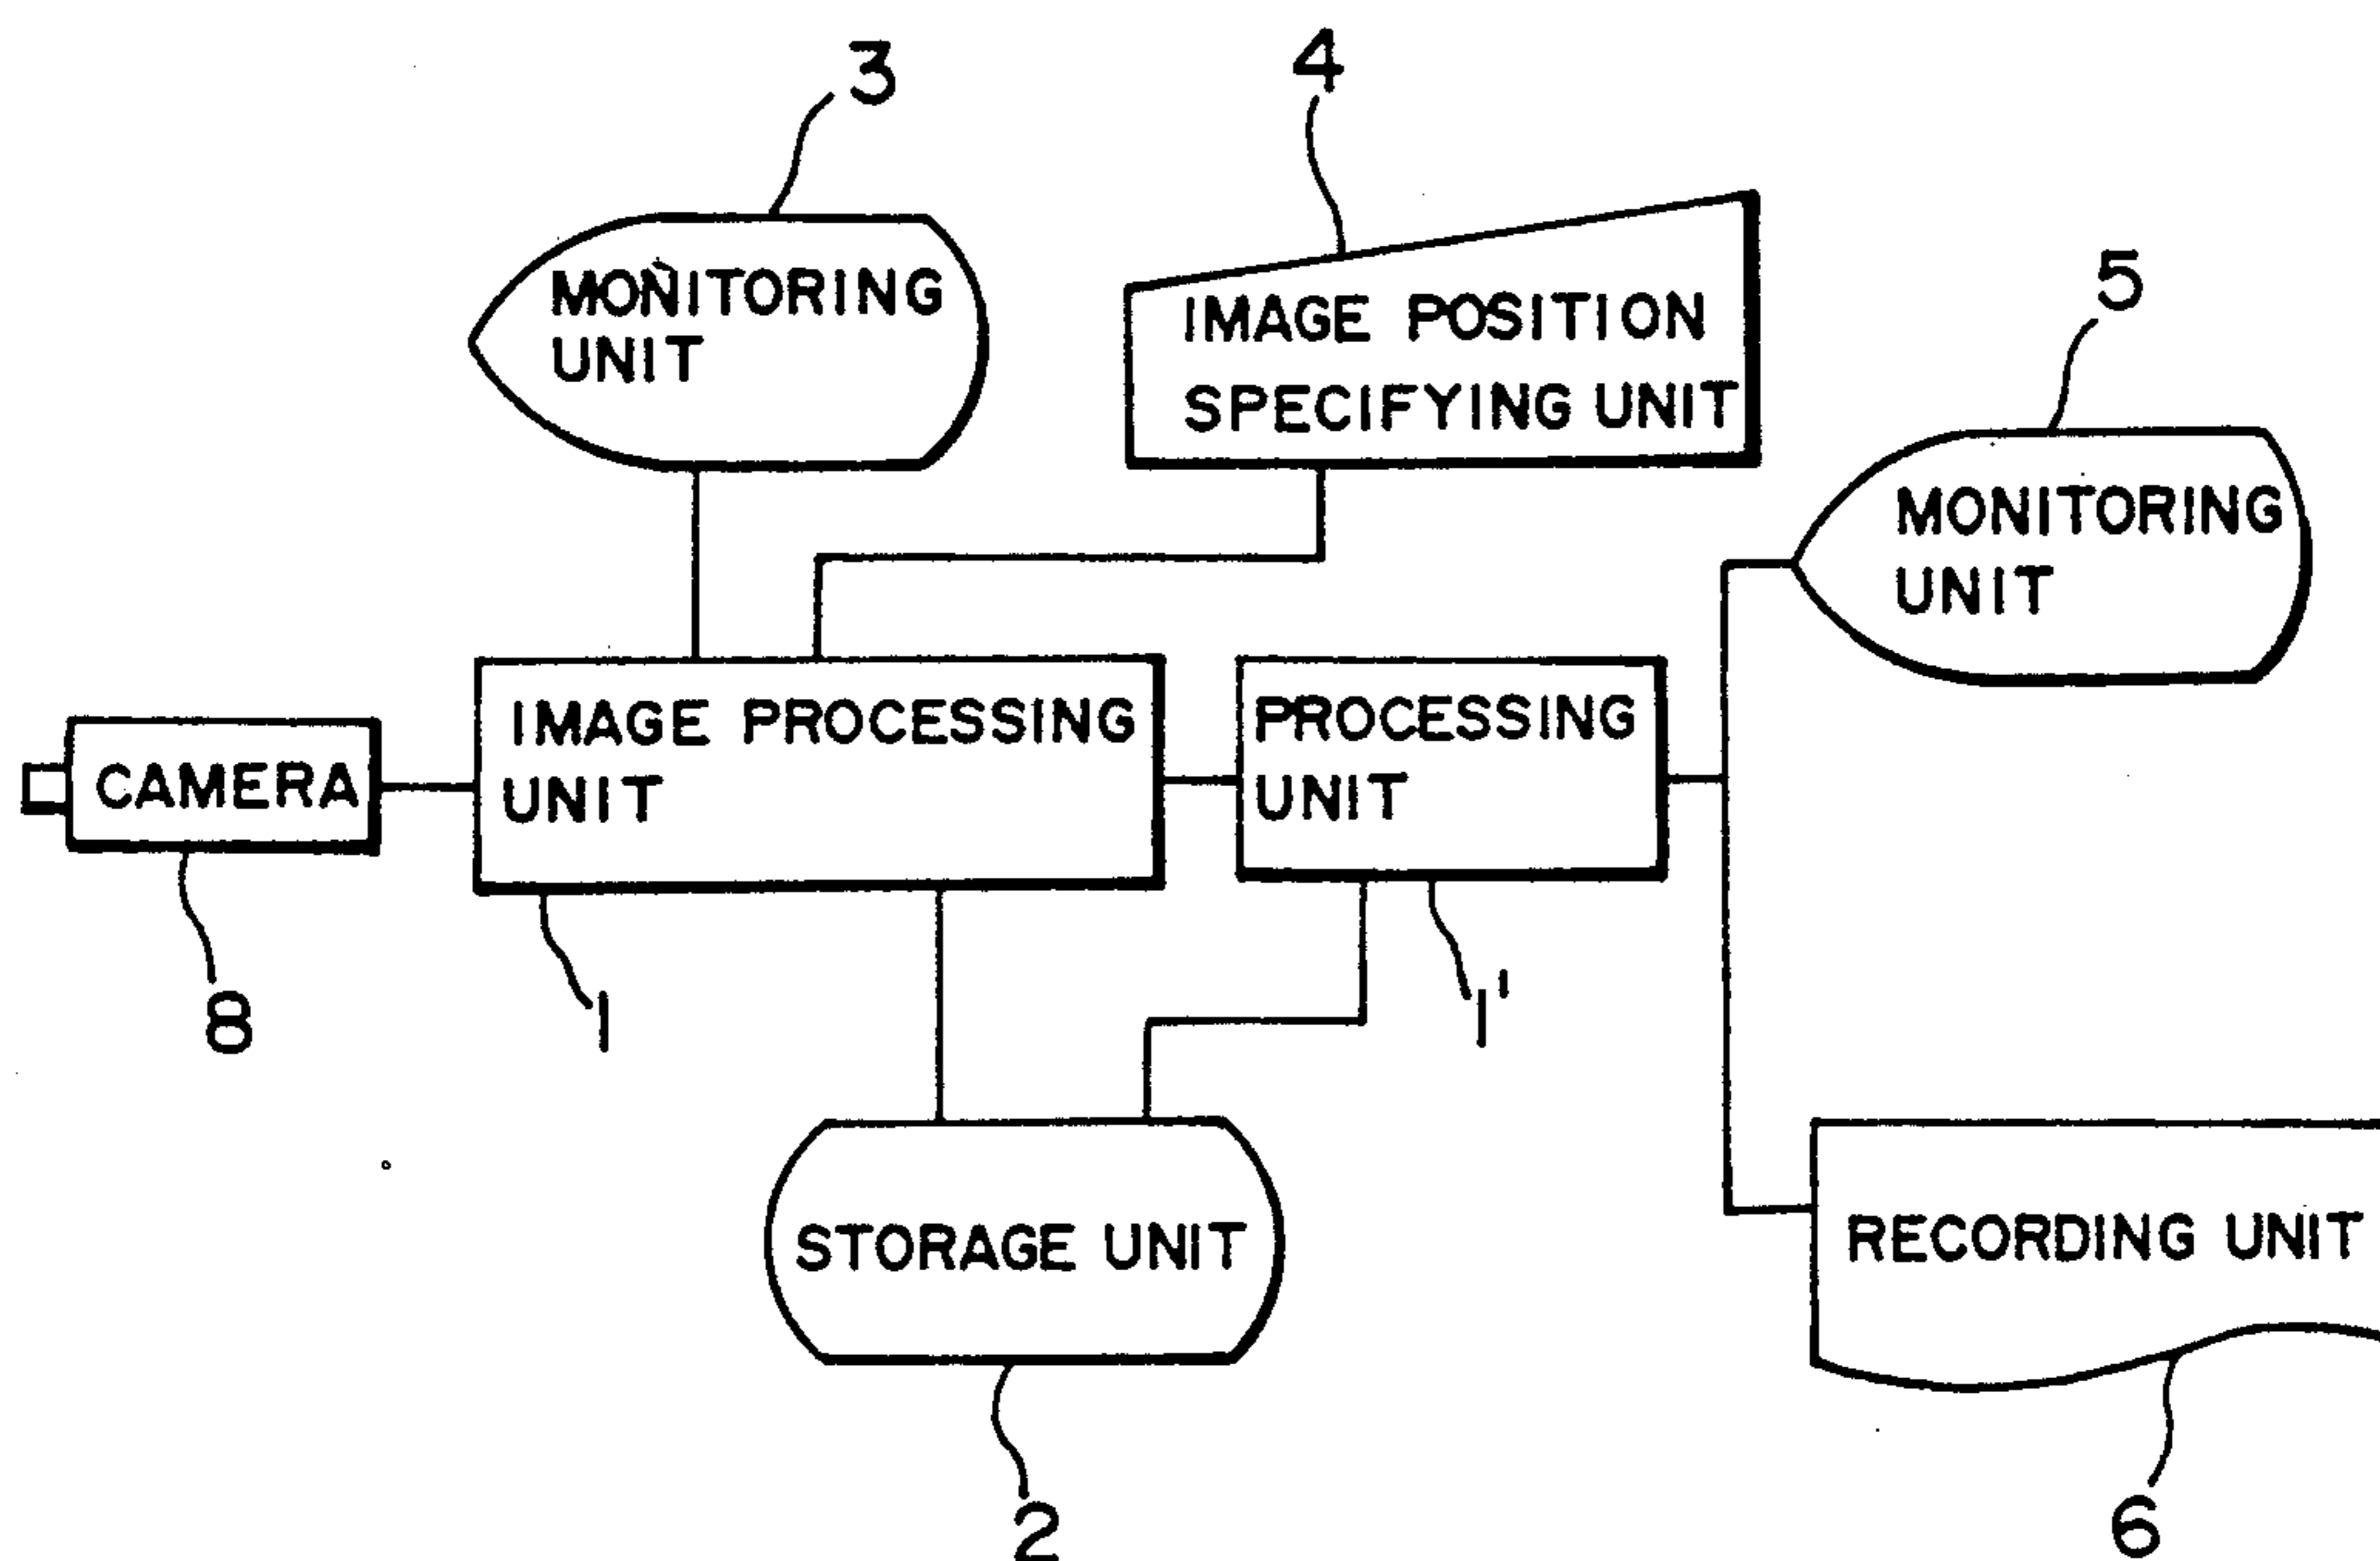 3
4
MONITORING
UNIT
IMAGE POSITION
SPECIFYING UNIT
5
MONITORING
UNIT
CAMERA
IMAGE PROCESSING
UNIT
PROCESSING
UNIT
8
1
1'
STORAGE UNIT
RECORDING UNIT
2
6